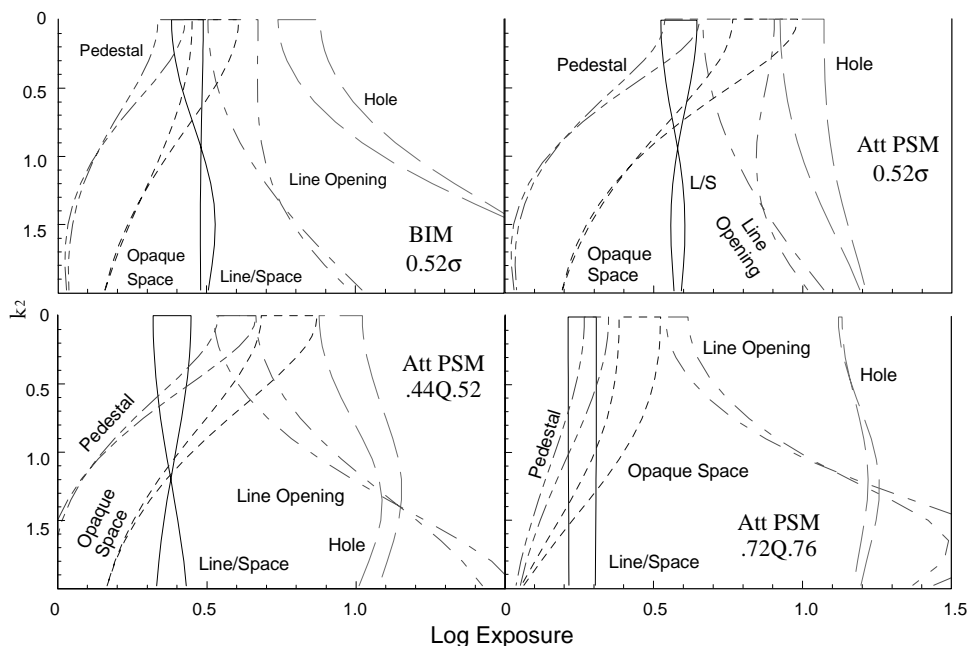 0
0.5
1.0
1.5
Pedestal
Hole
Line Opening
Opaque
Space
BIM
0.52σ
Line/Space
Pedestal
Hole
Att PSM
0.52σ
L/S
Line
Opening
Opaque
Space
k2
0
0.5
1.0
1.5
Pedestal
Att PSM
.44Q.52
Opaque
Space
Line Opening
Hole
Line/Space
Line Opening
Hole
Pedestal
Opaque Space
Att PSM
.72Q.76
Line/Space
0 0.5 1.0 0 0.5 1.0 1.5
Log Exposure